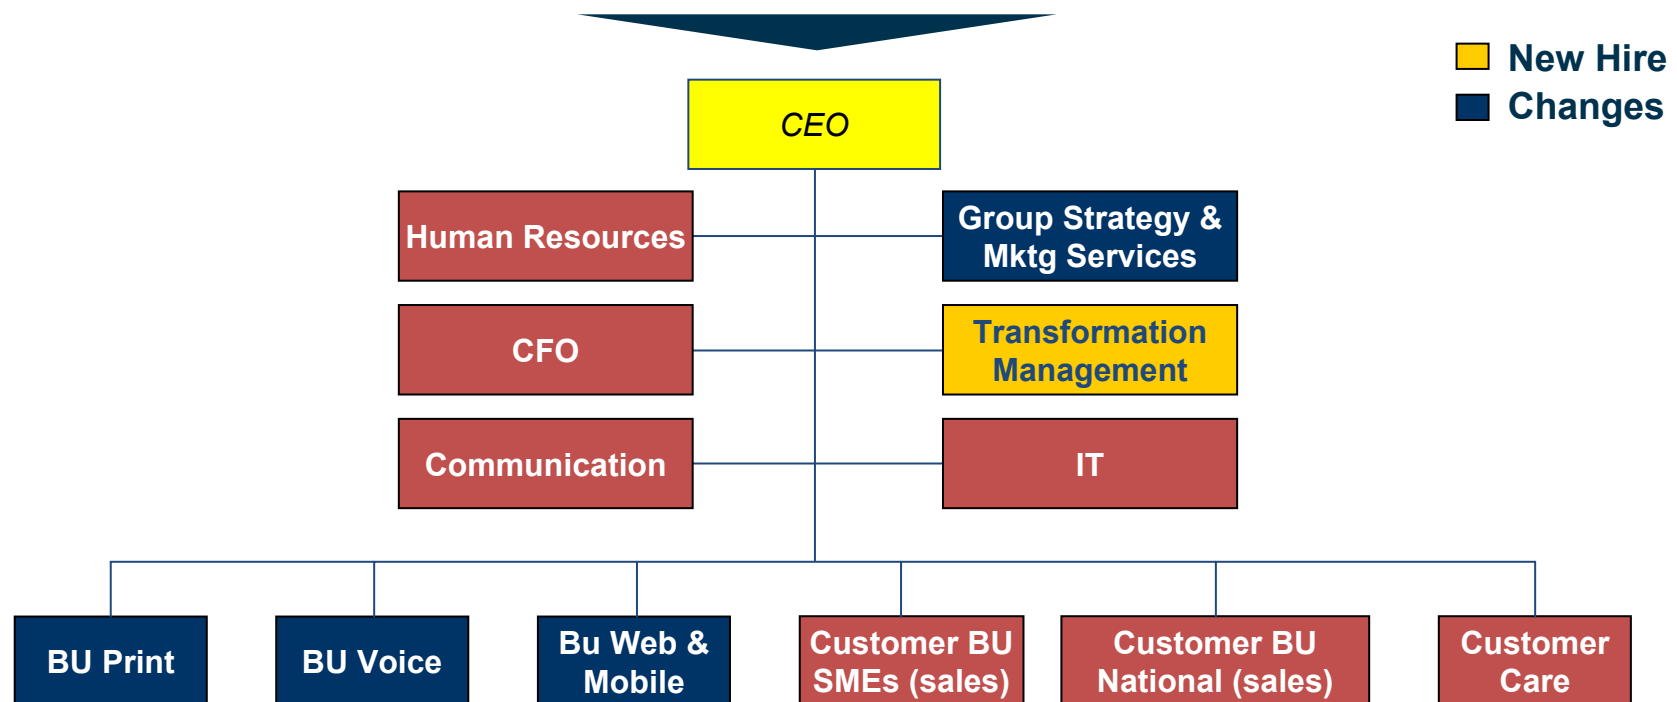 New Hire
Changes
CEO
Human Resources
Group Strategy &
Mktg Services
CFO
Transformation
Management
Communication
IT
BU Print
BU Voice
Bu Web &
Mobile
Customer BU
SMEs (sales)
Customer BU
National (sales)
Customer
Care